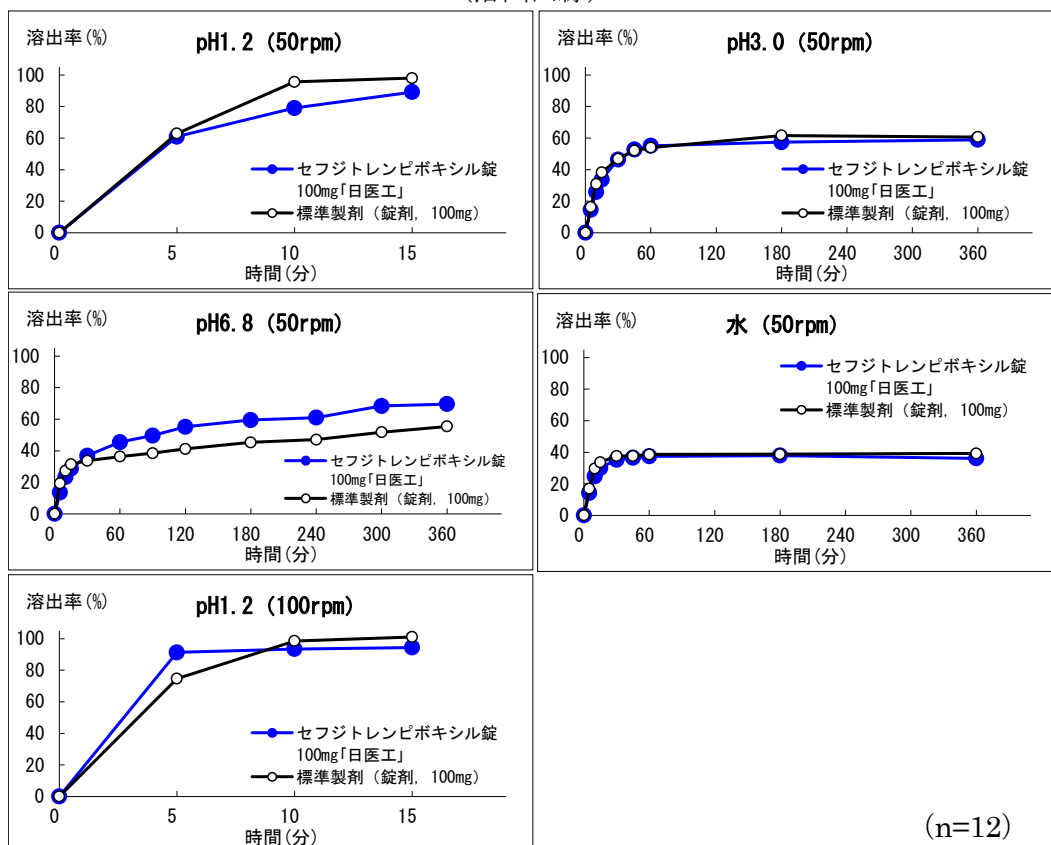 溶出率(%)
pH1.2 (50rpm)
100
80
60
40
20
0
セフジトレンピボキシル錠
100mg「日医工」
標準製剤(錠剤, 100mg)
0 5 10 15
時間(分)
溶出率(%)
pH3.0 (50rpm)
100
80
60
40
20
0
セフジトレンピボキシル錠
100mg「日医工」
標準製剤(錠剤, 100mg)
0 60 120 180 240 300 360
時間(分)
溶出率(%)
pH6.8 (50rpm)
100
80
60
40
20
0
セフジトレンピボキシル錠
100mg「日医工」
標準製剤(錠剤, 100mg)
0 60 120 180 240 300 360
時間(分)
溶出率(%)
水 (50rpm)
100
80
60
40
20
0
セフジトレンピボキシル錠
100mg「日医工」
標準製剤(錠剤, 100mg)
0 60 120 180 240 300 360
時間(分)
溶出率(%)
pH1.2 (100rpm)
100
80
60
40
20
0
セフジトレンピボキシル錠
100mg「日医工」
標準製剤(錠剤, 100mg)
0 5 10 15
時間(分)
(n=12)